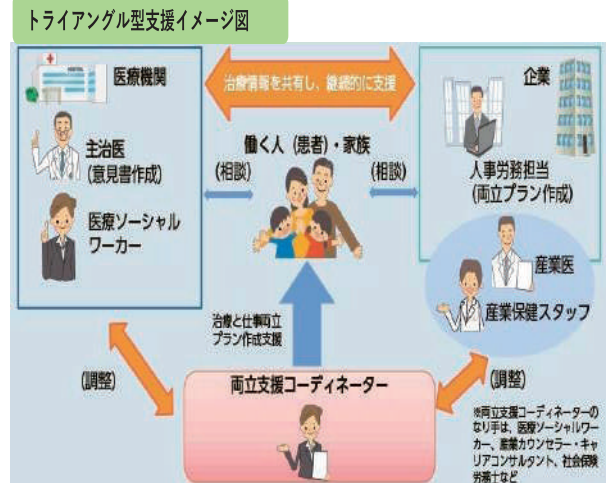 トライアングル型支援イメージ図
医療機関
治療情報を共有し、継続的に支援
企業
主治医
(意見書作成)
医療ソーシャル
ワーカー
働く人（患者）・家族
(相談)
(相談)
人事労務担当
(両立プラン作成)
産業医
産業保健スタッフ
治療と仕事両立
プラン作成支援
(調整)
両立支援コーディネーター
(調整)
※両立支援コーディネーターの
なり手は、医療ソーシャルワー
カー、産業カウンセラー・キャ
リアコンサルタント、社会保険
労務士など